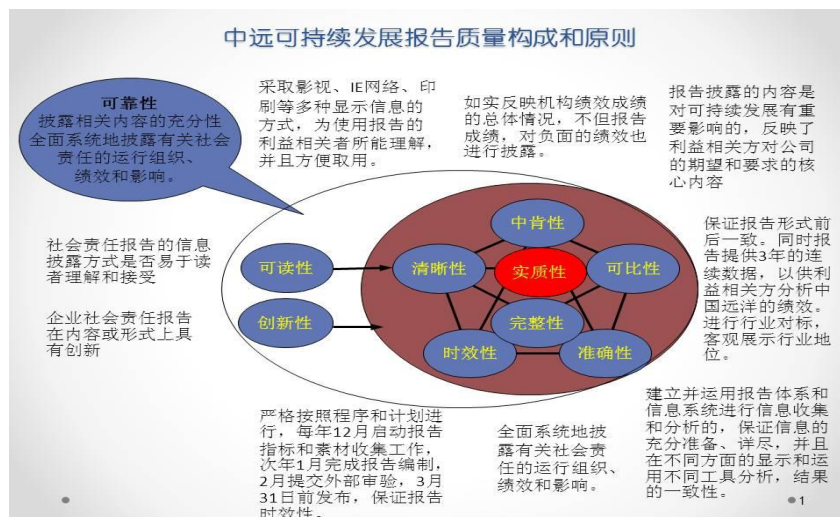 中远可持续发展报告质量构成和原则
可靠性
披露相关内容的充分性
全面系统地披露有关社会
责任的运行组织、
绩效和影响。
采取影视、IE网络、印
刷等多种显示信息的
方式，为使用报告的
利益相关者所能理解，
并且方便取用。
如实反映机构绩效成绩
的总体情况，不但报告
成绩，对负面的绩效也
进行披露。
报告披露的内容是
对可持续发展有重
要影响的，反映了
利益相关方对公司
的期望和要求的核
心内容
社会责任报告的信息
披露方式是否易于读
者理解和接受
企业社会责任报告
在内容或形式上具
有创新
可读性
创新性
中肯性
清晰性
实质性
可比性
完整性
时效性
准确性
保证报告形式前
后一致。同时报
告提供3年的连
续数据，以供利
益相关方分析中
国远洋的绩效。
进行行业对标，
客观展示行业地
位。
严格按照程序和计划进
行，每年12月启动报告
指标和素材收集工作，
次年1月完成报告编制，
2月提交外部审验，3月
31日前发布，保证报告
时效性。
全面系统地披
露有关社会责
任的运行组织、
绩效和影响。
建立并运用报告体系和
信息系统进行信息收集
和分析的，保证信息的
充分准备、详尽，并且
在不同方面的显示和运
用不同工具分析，结果
的一致性。
1